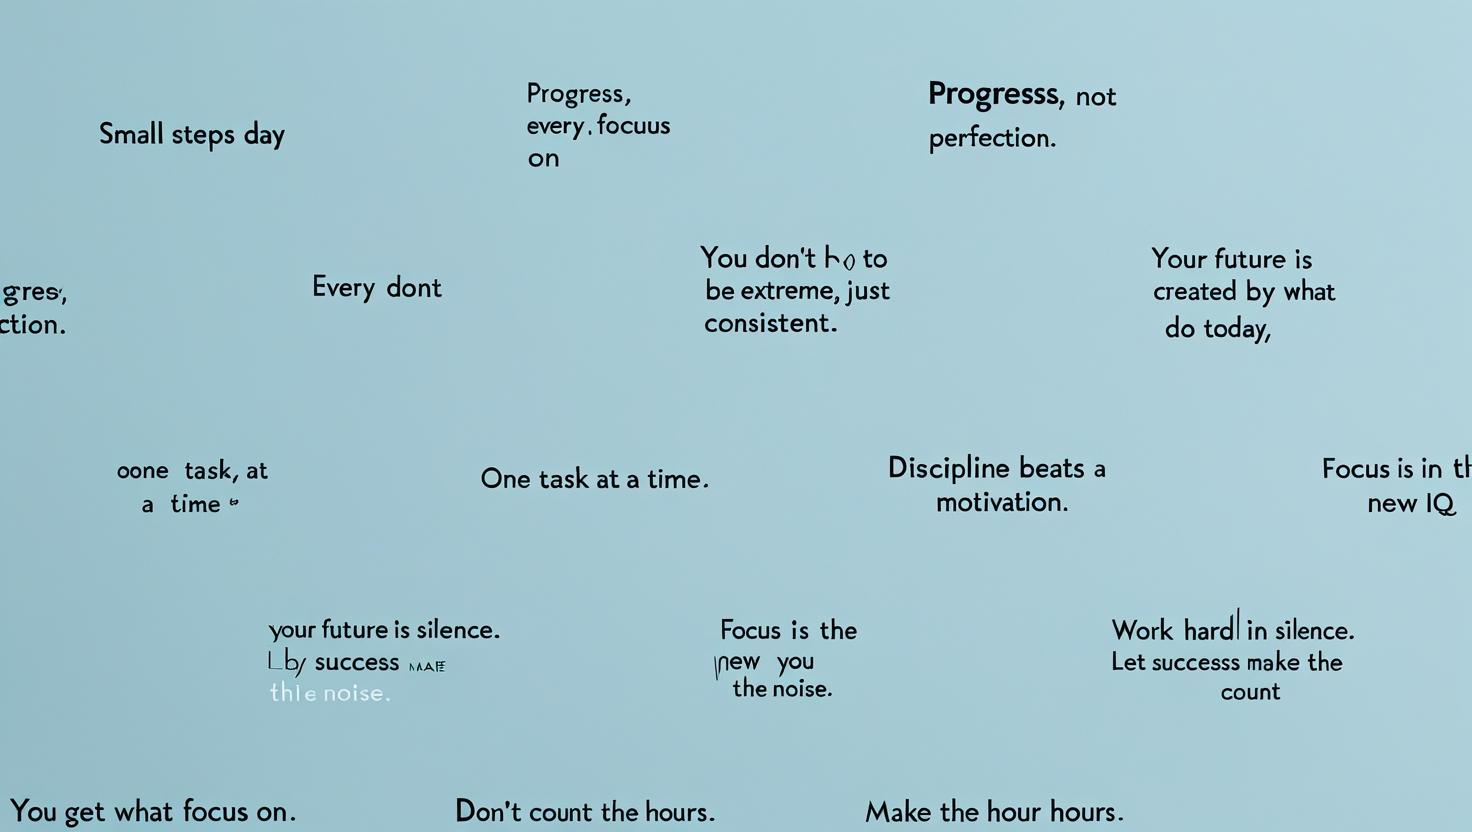 Small steps day
Progress,
every, focuus
on
Progresss, not
perfection.
gres,
ction.
Every dont
You don't to
be extreme, just
consistent.
Your future is
created by what
do today,
oone task, at
a time
One task at a time.
Discipline beats a
motivation.
Focus is in th
new IQ
your future is silence.
success
noise.
Focus is the
new you
the noise.
Work hard in silence.
Let successs make the
count
You get what focus on.
Don't count the hours.
Make the hour hours.